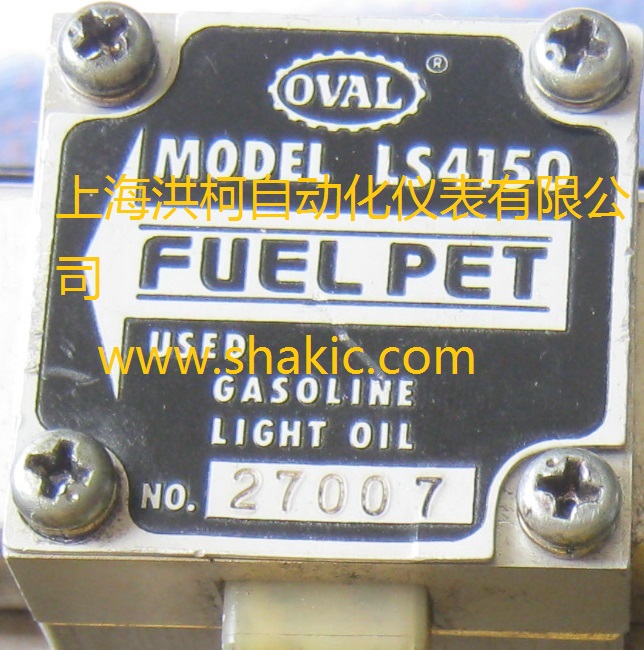 OVAL ®
MODEL LS4150
上海洪柯自动化仪表有限公
司
FUEL PET
USED
www.shakic.com
GASOLINE
LIGHT OIL
NO. 27007